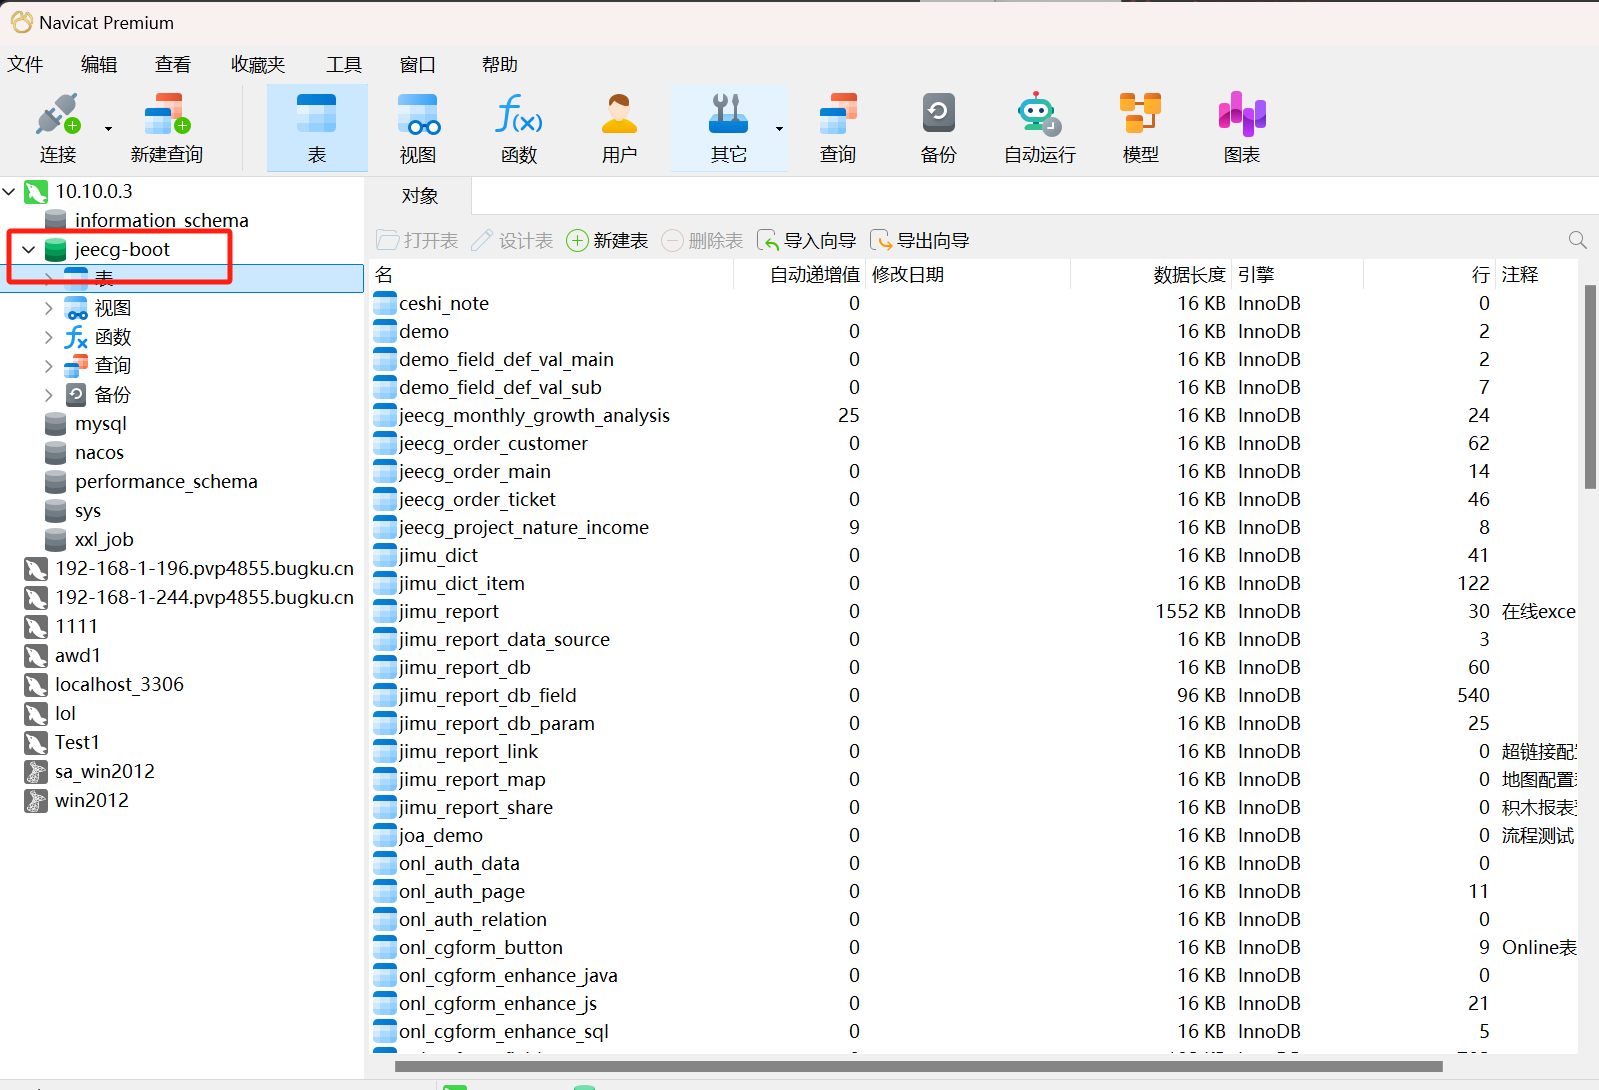 Navicat Premium
文件 编辑 查看 收藏夹 工具 窗口 帮助
连接 新建查询 表 视图 函数 用户 其它 查询 备份 自动运行 模型 图表
10.10.0.3
information_schema
jeecg-boot
表
视图
函数
查询
备份
mysql
nacos
performance_schema
sys
xxl_job
192-168-1-196.pvp4855.bugku.cn
192-168-1-244.pvp4855.bugku.cn
1111
awd1
localhost_3306
lol
Test1
sa_win2012
win2012
对象
打开表 设计表 新建表 删除表 导入向导 导出向导
名 自动递增值 修改日期 数据长度 引擎 行 注释
ceshi_note 0 16 KB InnoDB 0
demo 0 16 KB InnoDB 2
demo_field_def_val_main 0 16 KB InnoDB 2
demo_field_def_val_sub 0 16 KB InnoDB 7
jeecg_monthly_growth_analysis 25 16 KB InnoDB 24
jeecg_order_customer 0 16 KB InnoDB 62
jeecg_order_main 0 16 KB InnoDB 14
jeecg_order_ticket 0 16 KB InnoDB 46
jeecg_project_nature_income 9 16 KB InnoDB 8
jimu_dict 0 16 KB InnoDB 41
jimu_dict_item 0 16 KB InnoDB 122
jimu_report 0 1552 KB InnoDB 30 在线exce
jimu_report_data_source 0 16 KB InnoDB 3
jimu_report_db 0 16 KB InnoDB 60
jimu_report_db_field 0 96 KB InnoDB 540
jimu_report_db_param 0 16 KB InnoDB 25
jimu_report_link 0 16 KB InnoDB 0 超链接配
jimu_report_map 0 16 KB InnoDB 0 地图配置
jimu_report_share 0 16 KB InnoDB 0 积木报表
joa_demo 0 16 KB InnoDB 0 流程测试
onl_auth_data 0 16 KB InnoDB 0
onl_auth_page 0 16 KB InnoDB 11
onl_auth_relation 0 16 KB InnoDB 0
onl_cgform_button 0 16 KB InnoDB 9 Online表
onl_cgform_enhance_java 0 16 KB InnoDB 0
onl_cgform_enhance_js 0 16 KB InnoDB 21
onl_cgform_enhance_sql 0 16 KB InnoDB 5